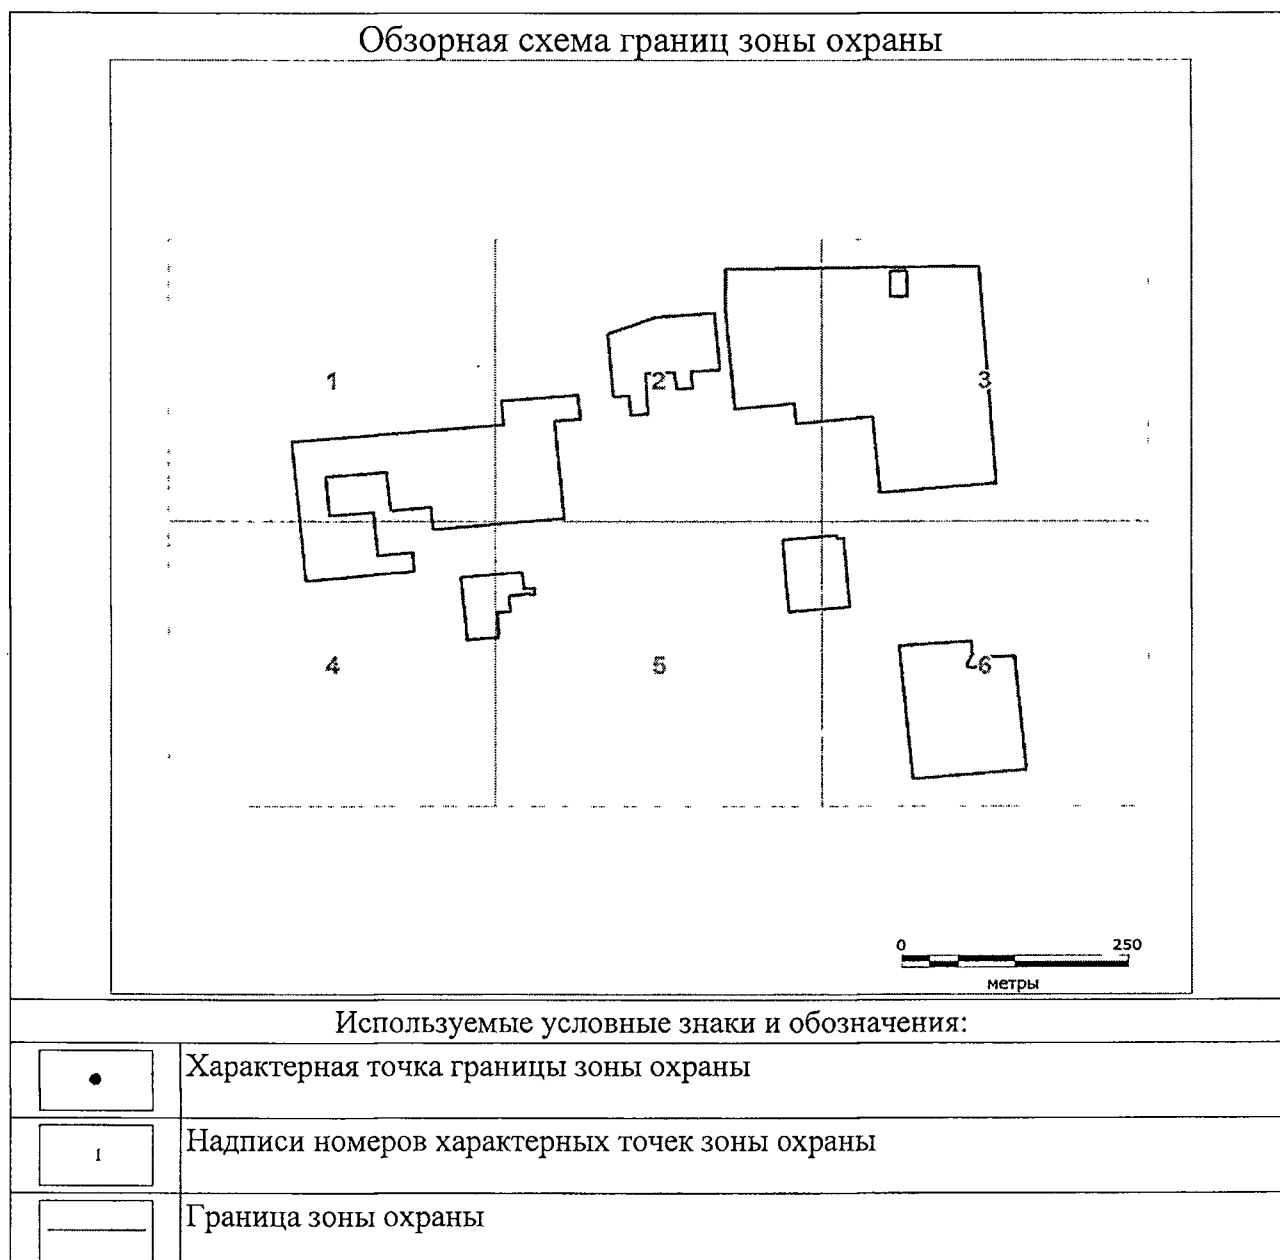 Обзорная схема границ зоны охраны
1
2
3
4
5
6
0 250
метры
Используемые условные знаки и обозначения:
Характерная точка границы зоны охраны
1 Надписи номеров характерных точек зоны охраны
Граница зоны охраны